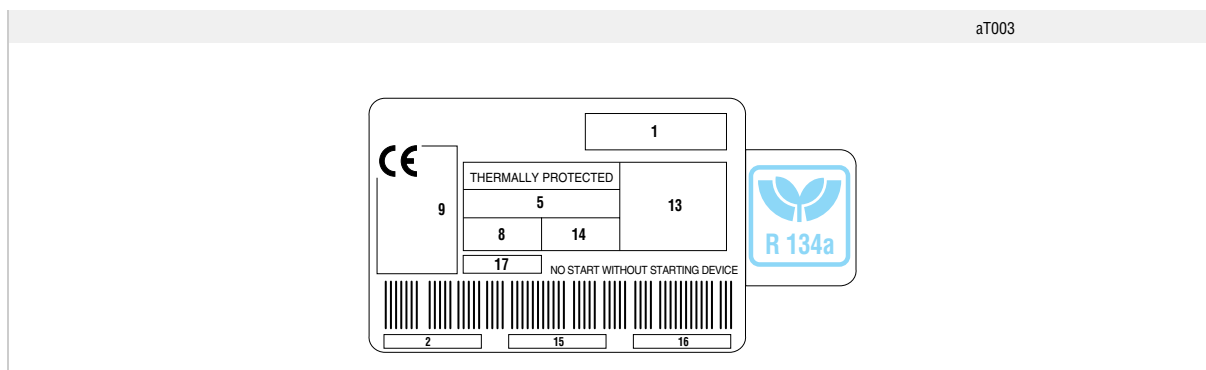 aT003
1
CE
THERMALLY PROTECTED
5
13
9
8
14
R 134a
17
NO START WITHOUT STARTING DEVICE
2
15
16